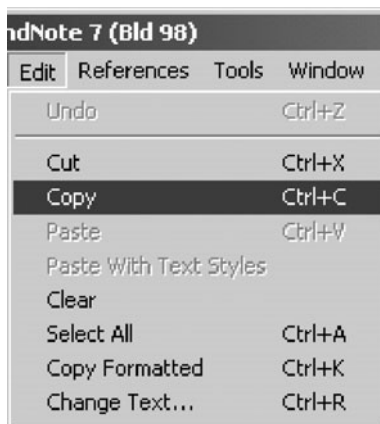 ndNote 7 (Bld 98)
Edit References Tools Window
Undo Ctrl+Z
Cut Ctrl+X
Copy Ctrl+C
Paste Ctrl+V
Paste With Text Styles
Clear
Select All Ctrl+A
Copy Formatted Ctrl+K
Change Text... Ctrl+R